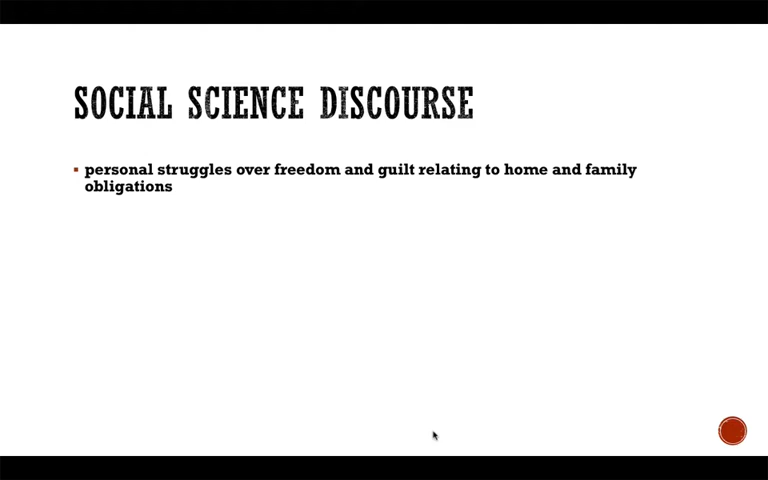 SOCIAL SCIENCE DISCOURSE
personal struggles over freedom and guilt relating to home and family
obligations